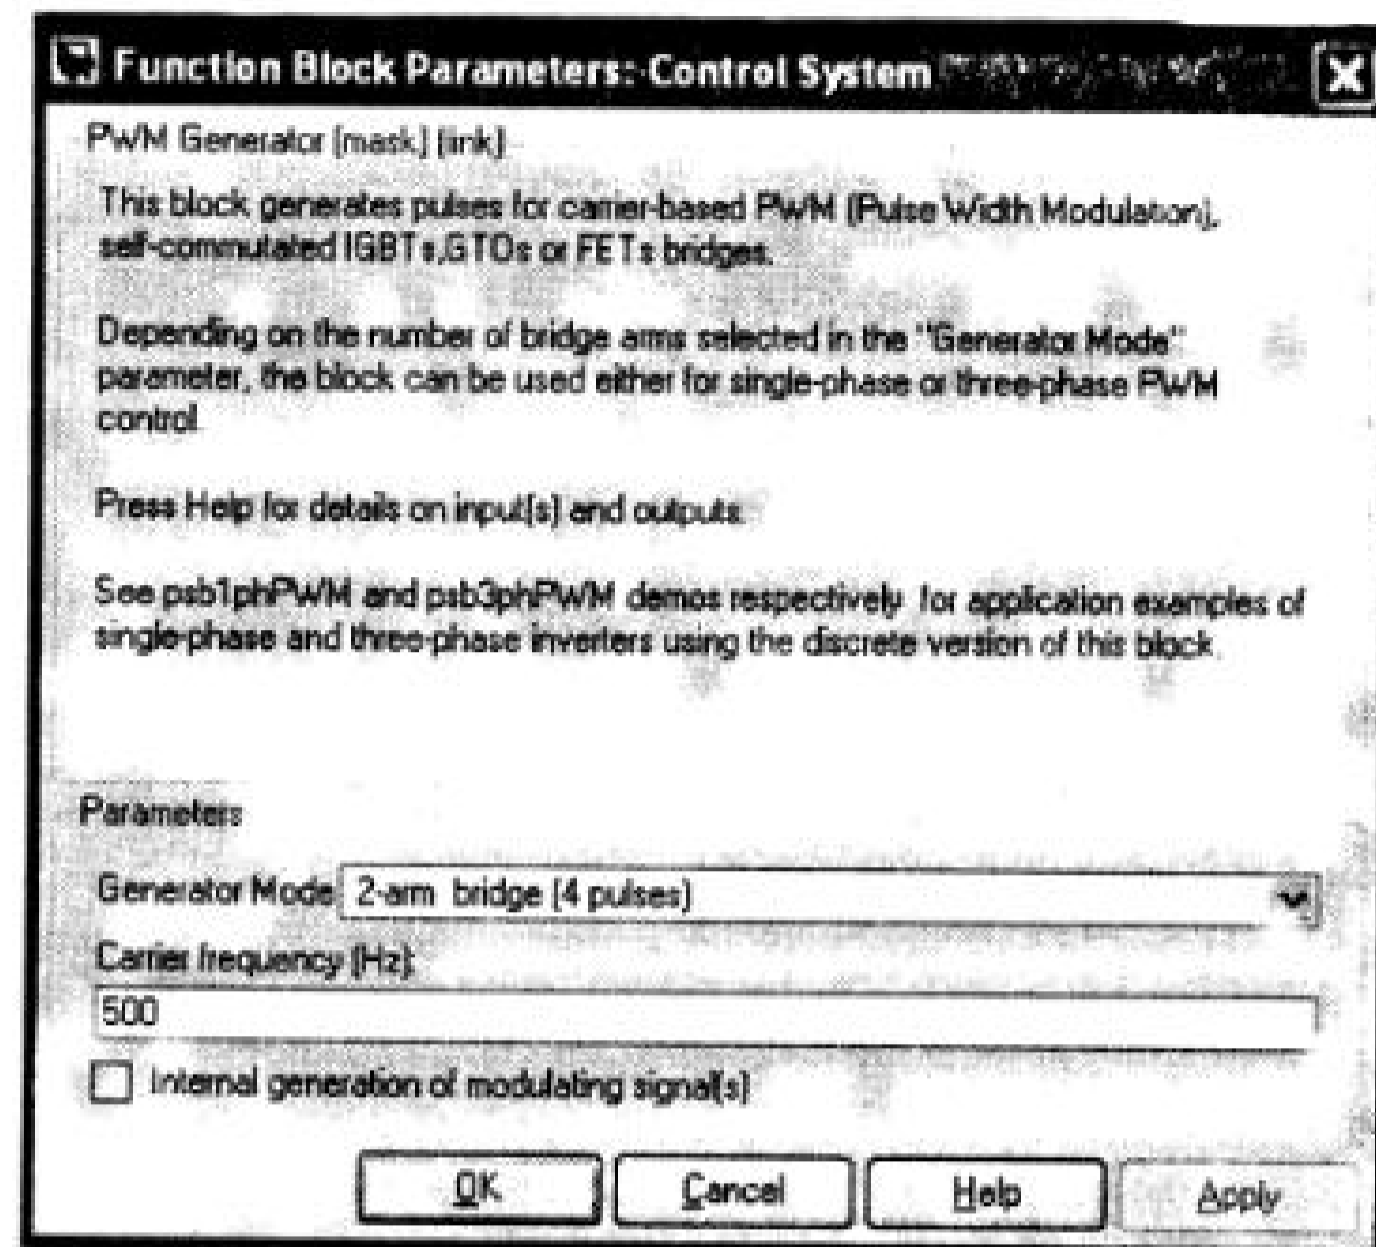 Function Block Parameters: Control System
PWM Generator (mask) (link)
This block generates pulses for carrier-based PWM (Pulse Width Modulation),
self-commutated IGBTs,GTOs or FETs bridges.
Depending on the number of bridge arms selected in the "Generator Mode"
parameter, the block can be used either for single-phase or three-phase PWM
control.
Press Help for details on input(s) and outputs.
See psb1phPWM and psb3phPWM demos respectively for application examples of
single-phase and three-phase inverters using the discrete version of this block.
Parameters
Generator Mode 2-arm bridge (4 pulses)
Carrier frequency (Hz):
500
Internal generation of modulating signal(s)
OK Cancel Help Apply